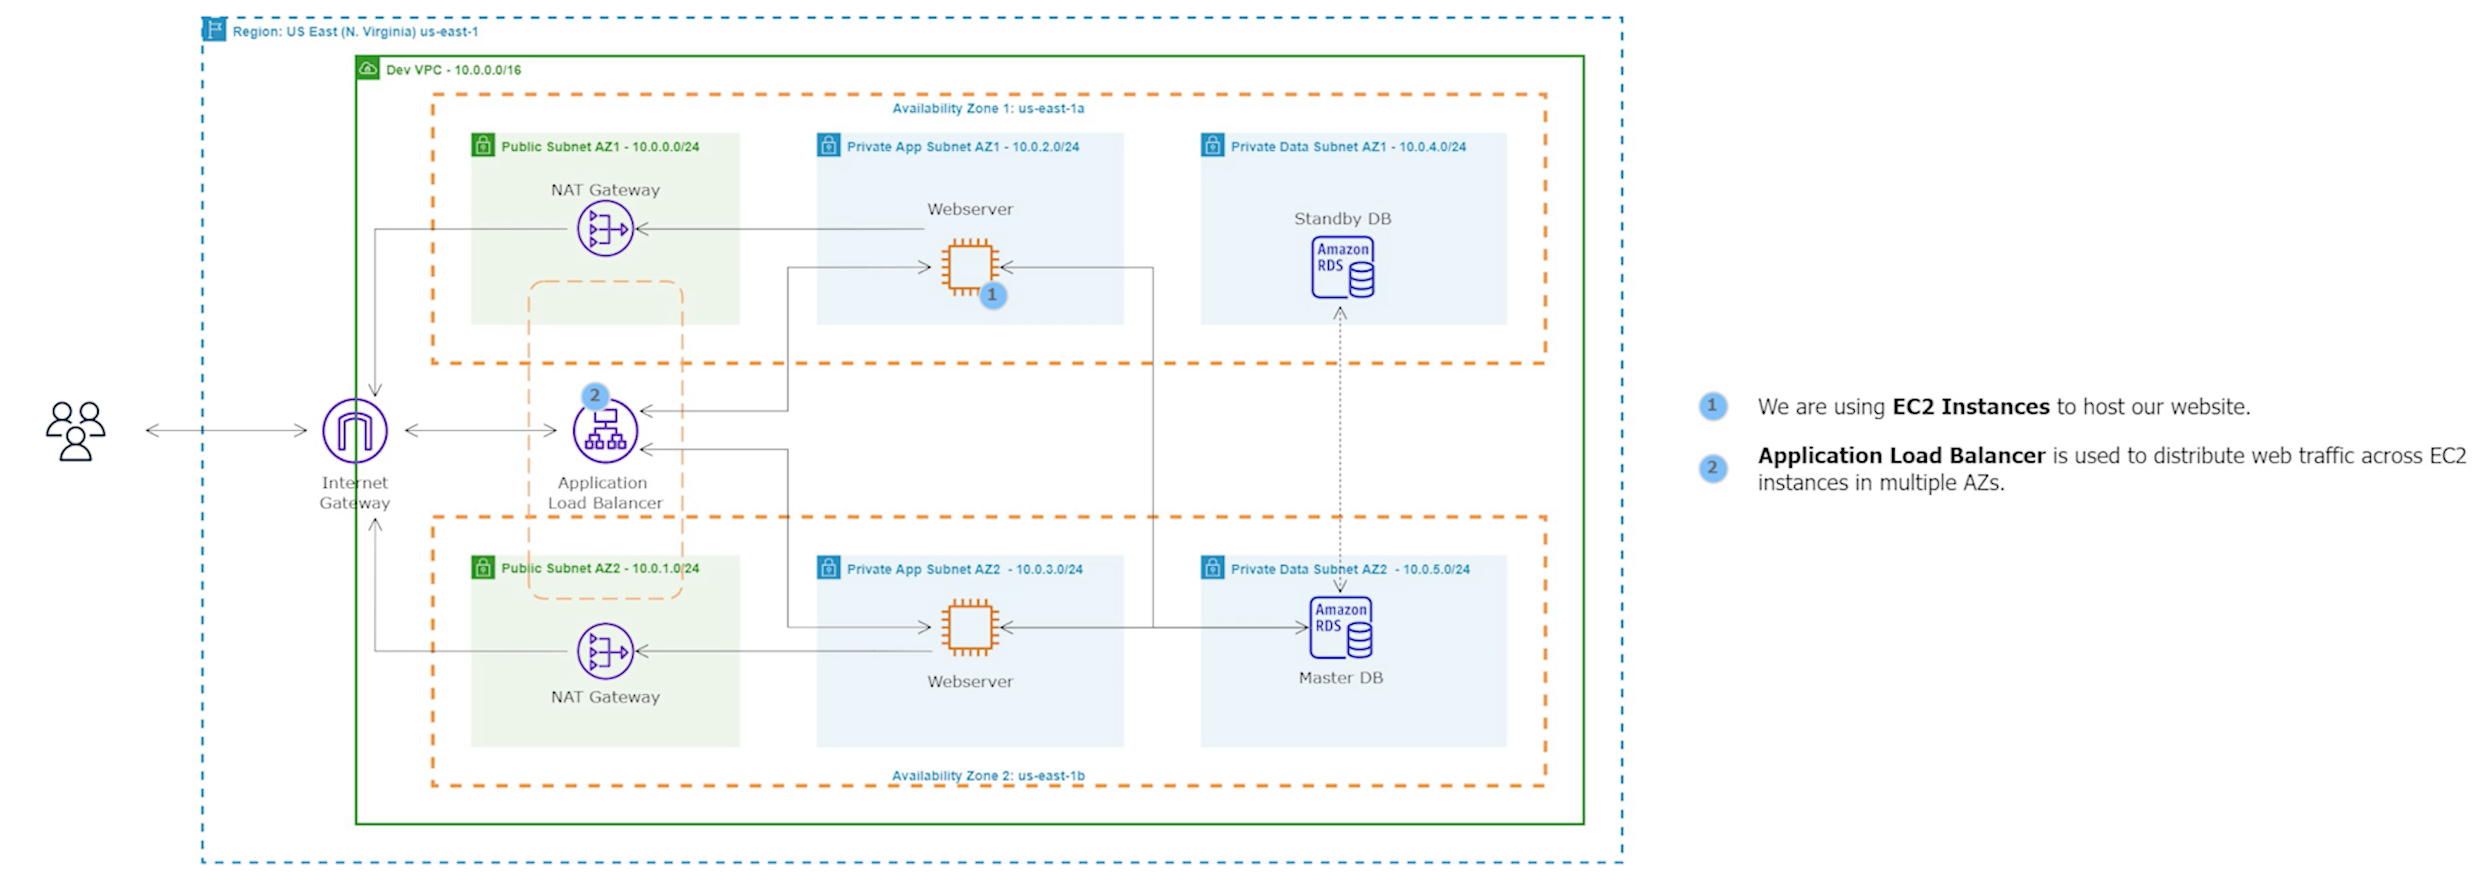 Region: US East (N. Virginia) us-east-1
Dev VPC - 10.0.0.0/16
Availability Zone 1: us-east-1a
Public Subnet AZ1 - 10.0.0.0/24
NAT Gateway
Private App Subnet AZ1 - 10.0.2.0/24
Webserver
1
Private Data Subnet AZ1 - 10.0.4.0/24
Standby DB
Amazon
RDS
Internet
Gateway
2
Application
Load Balancer
Public Subnet AZ2 - 10.0.1.0/24
NAT Gateway
Private App Subnet AZ2 - 10.0.3.0/24
Webserver
Private Data Subnet AZ2 - 10.0.5.0/24
Amazon
RDS
Master DB
Availability Zone 2: us-east-1b
1 We are using EC2 Instances to host our website.
2 Application Load Balancer is used to distribute web traffic across EC2
instances in multiple AZs.